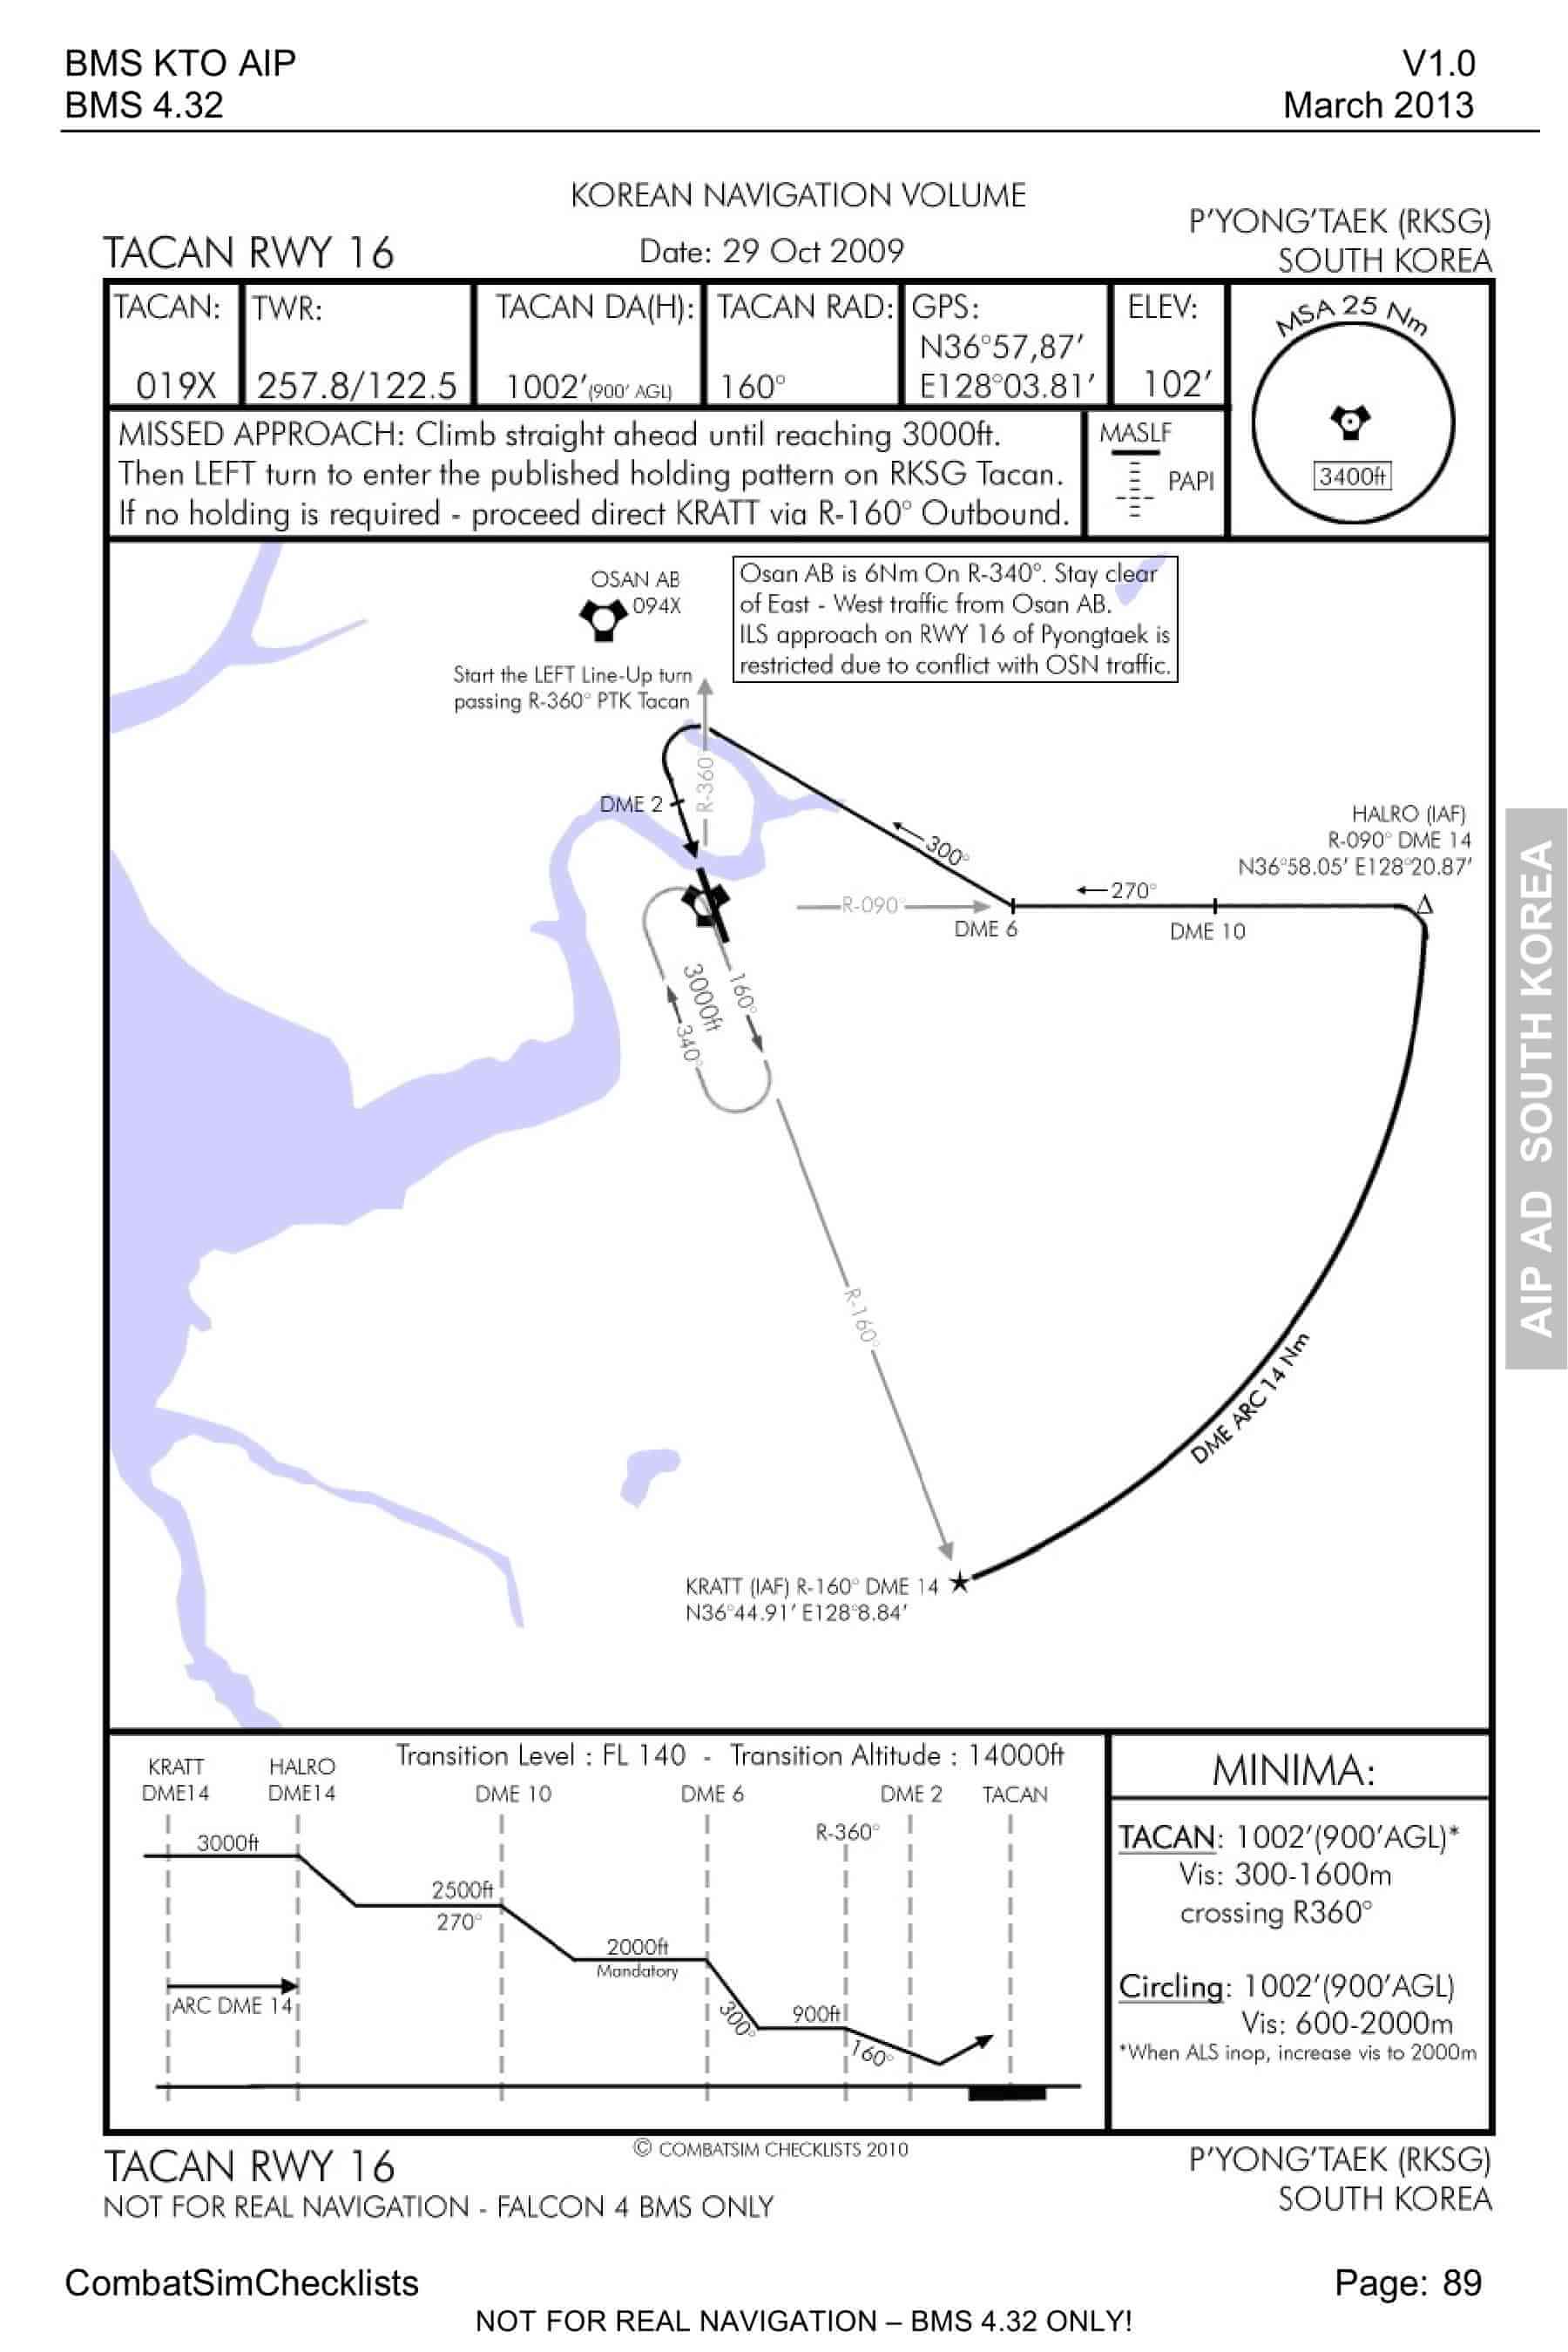 BMS KTO AIP
V1.0
BMS 4.32
March 2013
KOREAN NAVIGATION VOLUME
P'YONG'TAEK (RKSG)
TACAN RWY 16
Date: 29 Oct 2009
SOUTH KOREA
TACAN:
019X
TWR:
257.8/122.5
TACAN DA(H):
1002'(900' AGL)
TACAN RAD:
160°
GPS:
N36°57,87'
E128°03.81'
ELEV:
102'
MSA 25 Nm
3400ft
MISSED APPROACH: Climb straight ahead until reaching 3000ft.
Then LEFT turn to enter the published holding pattern on RKSG Tacan.
If no holding is required - proceed direct KRATT via R-160° Outbound.
MASLF
PAPI
OSAN AB
094X
Osan AB is 6Nm On R-340°. Stay clear
of East - West traffic from Osan AB.
ILS approach on RWY 16 of Pyongtaek is
restricted due to conflict with OSN traffic.
Start the LEFT Line-Up turn
passing R-360° PTK Tacan
R-360°
DME 2
300°
HALRO (IAF)
R-090° DME 14
N36°58.05' E128°20.87'
270°
R-090°
DME 6
DME 10
3000ft
160°
340°
R-160°
DME ARC 14 Nm
KRATT (IAF) R-160° DME 14
N36°44.91' E128°8.84'
AIP AD SOUTH KOREA
Transition Level : FL 140 - Transition Altitude : 14000ft
KRATT
DME14
HALRO
DME14
DME 10
DME 6
DME 2
TACAN
R-360°
3000ft
2500ft
270°
2000ft
Mandatory
300°
900ft
160°
ARC DME 14
MINIMA:
TACAN: 1002'(900'AGL)*
Vis: 300-1600m
crossing R360°
Circling: 1002'(900'AGL)
Vis: 600-2000m
*When ALS inop, increase vis to 2000m
© COMBATSIM CHECKLISTS 2010
TACAN RWY 16
P'YONG'TAEK (RKSG)
NOT FOR REAL NAVIGATION - FALCON 4 BMS ONLY
SOUTH KOREA
CombatSimChecklists
Page: 89
NOT FOR REAL NAVIGATION – BMS 4.32 ONLY!